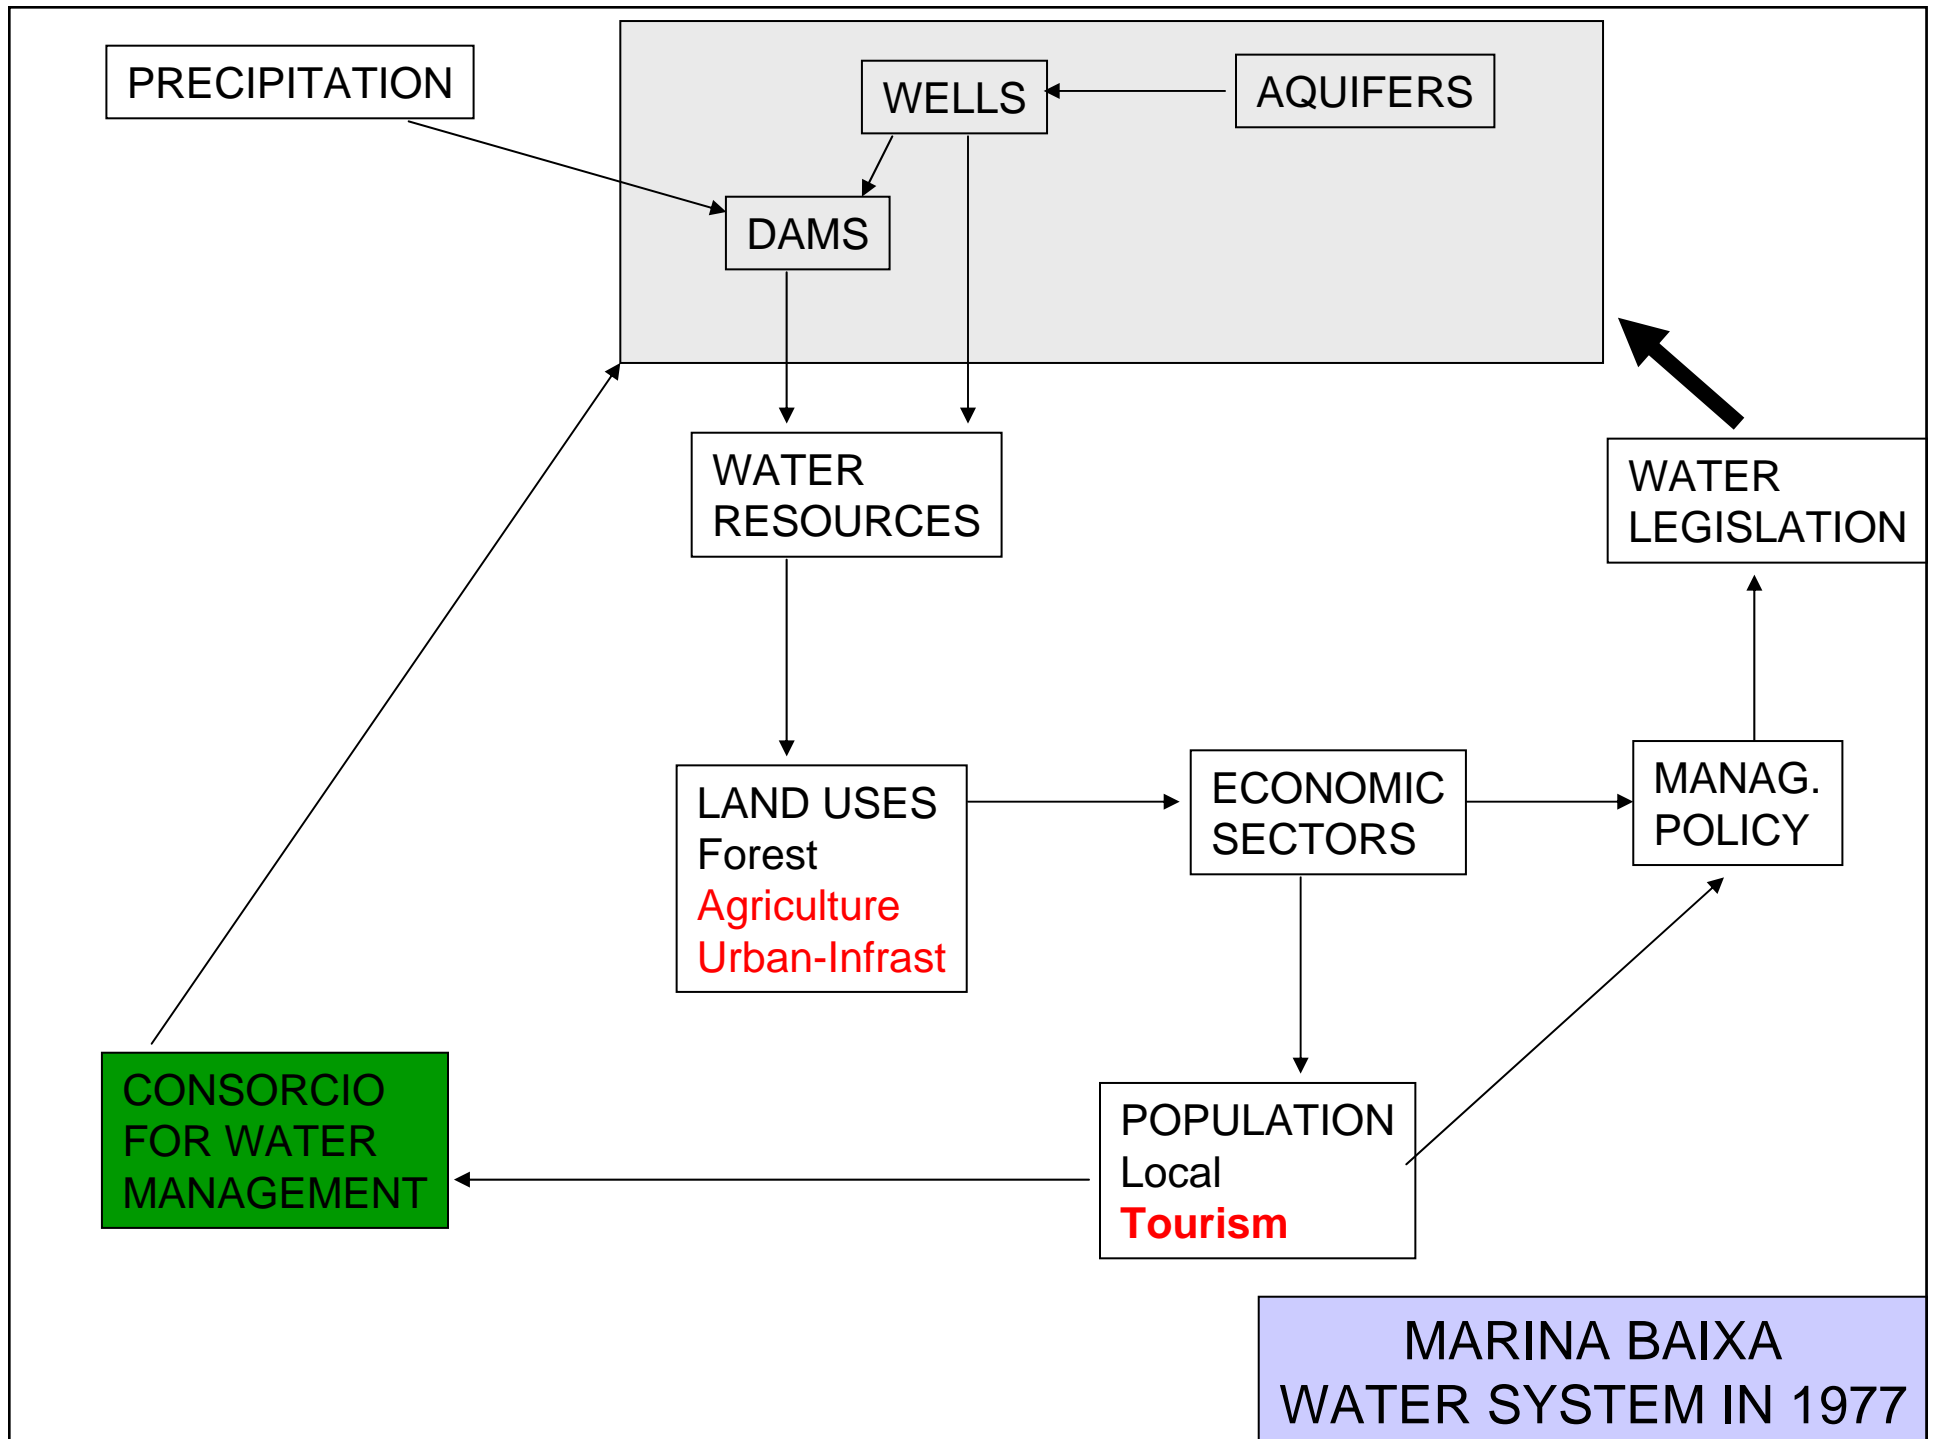 PRECIPITATION
WELLS
AQUIFERS
DAMS
WATER
RESOURCES
WATER
LEGISLATION
LAND USES
Forest
Agriculture
Urban-Infrast
ECONOMIC
SECTORS
MANAG.
POLICY
CONSORCIO
FOR WATER
MANAGEMENT
POPULATION
Local
Tourism
MARINA BAIXA
WATER SYSTEM IN 1977